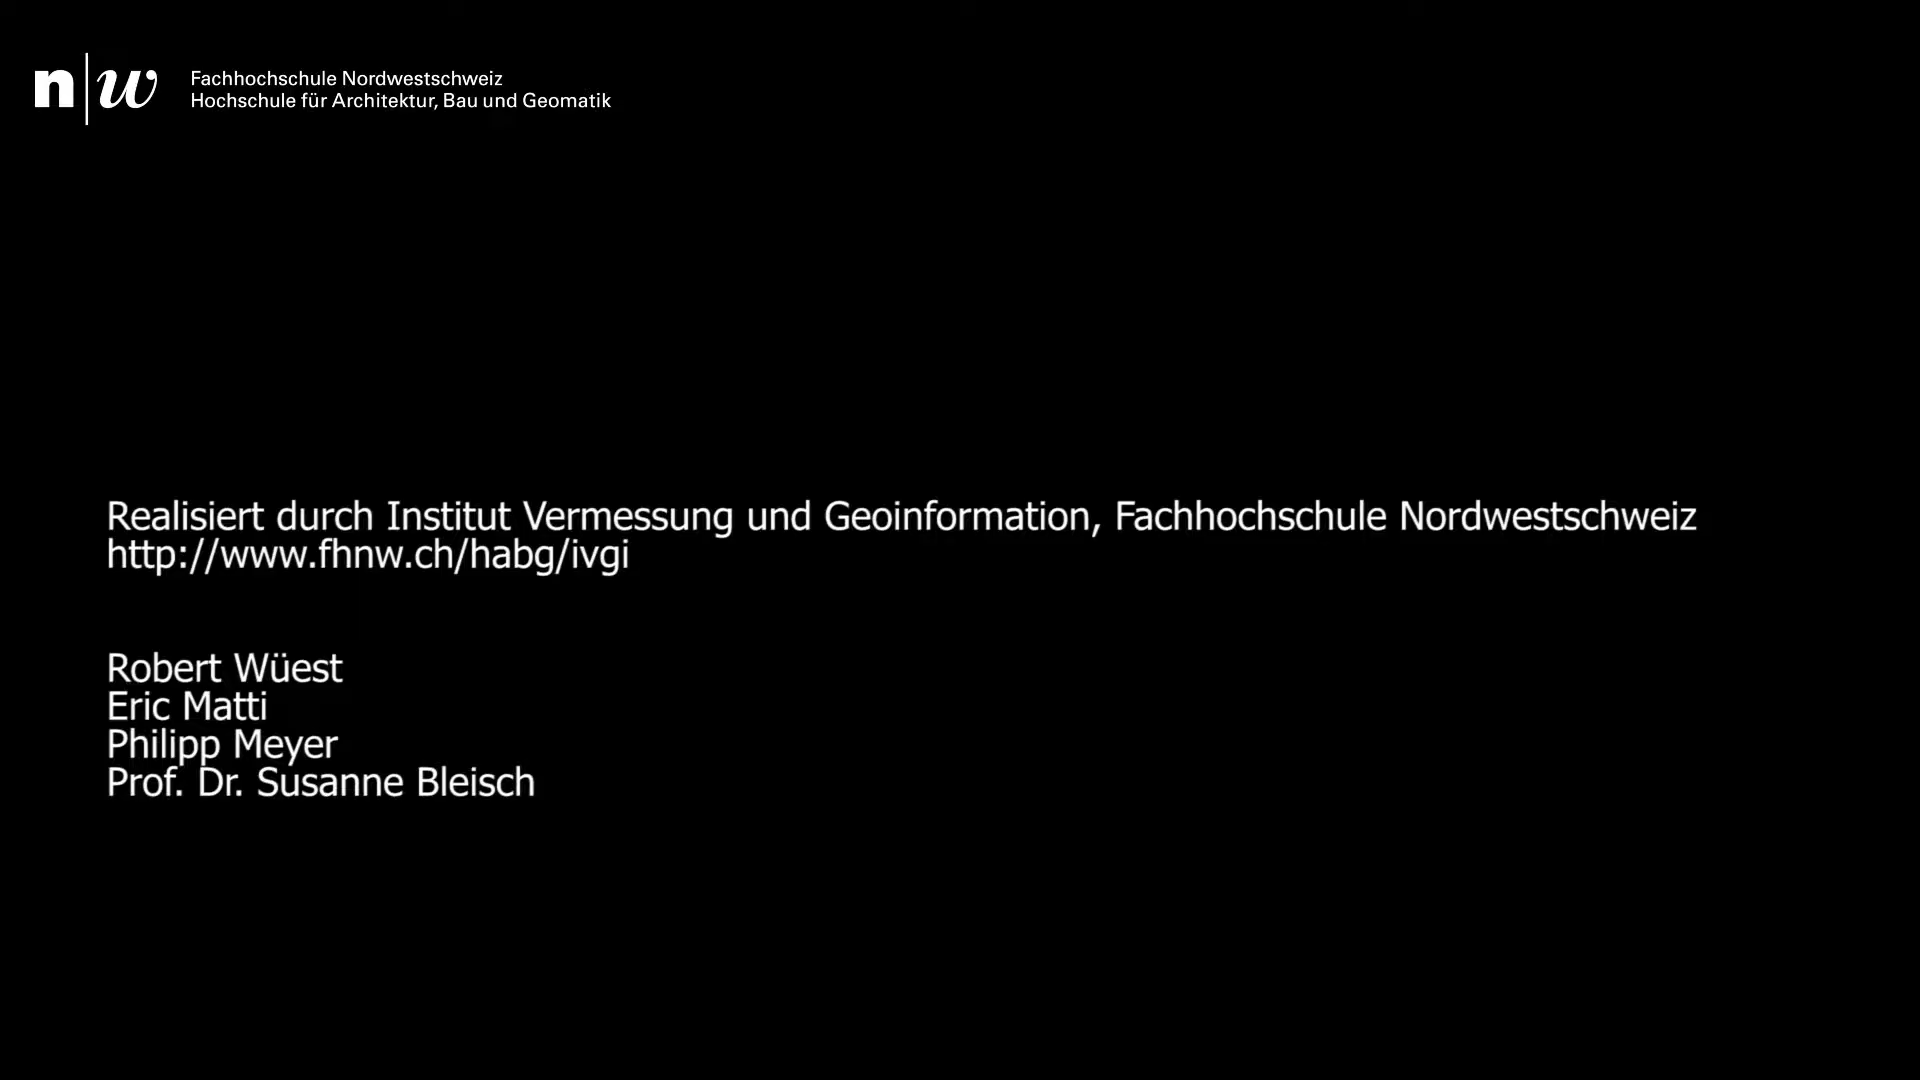 n|w
Fachhochschule Nordwestschweiz
Hochschule für Architektur, Bau und Geomatik
Realisiert durch Institut Vermessung und Geoinformation, Fachhochschule Nordwestschweiz
http://www.fhnw.ch/habg/ivgi
Robert Wüest
Eric Matti
Philipp Meyer
Prof. Dr. Susanne Bleisch